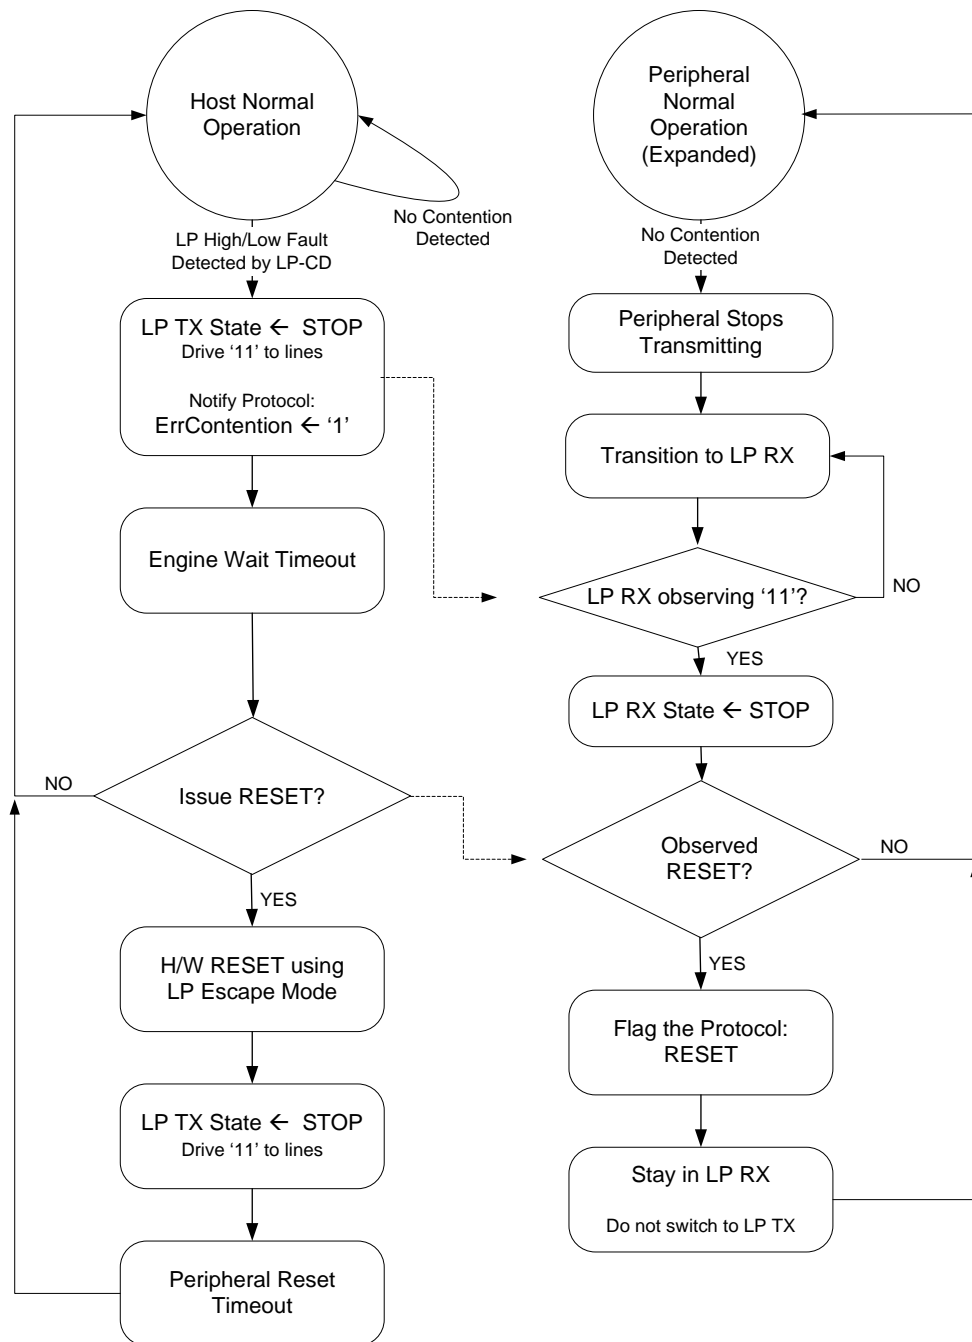 Host Normal
Operation
No Contention
Detected
LP High/Low Fault
Detected by LP-CD
LP TX State ← STOP
Drive '11' to lines
Notify Protocol:
ErrContention ← '1'
Engine Wait Timeout
Issue RESET?
NO
YES
H/W RESET using
LP Escape Mode
LP TX State ← STOP
Drive '11' to lines
Peripheral Reset
Timeout
Peripheral
Normal
Operation
(Expanded)
No Contention
Detected
Peripheral Stops
Transmitting
Transition to LP RX
LP RX observing '11'?
NO
YES
LP RX State ← STOP
Observed
RESET?
NO
YES
Flag the Protocol:
RESET
Stay in LP RX
Do not switch to LP TX